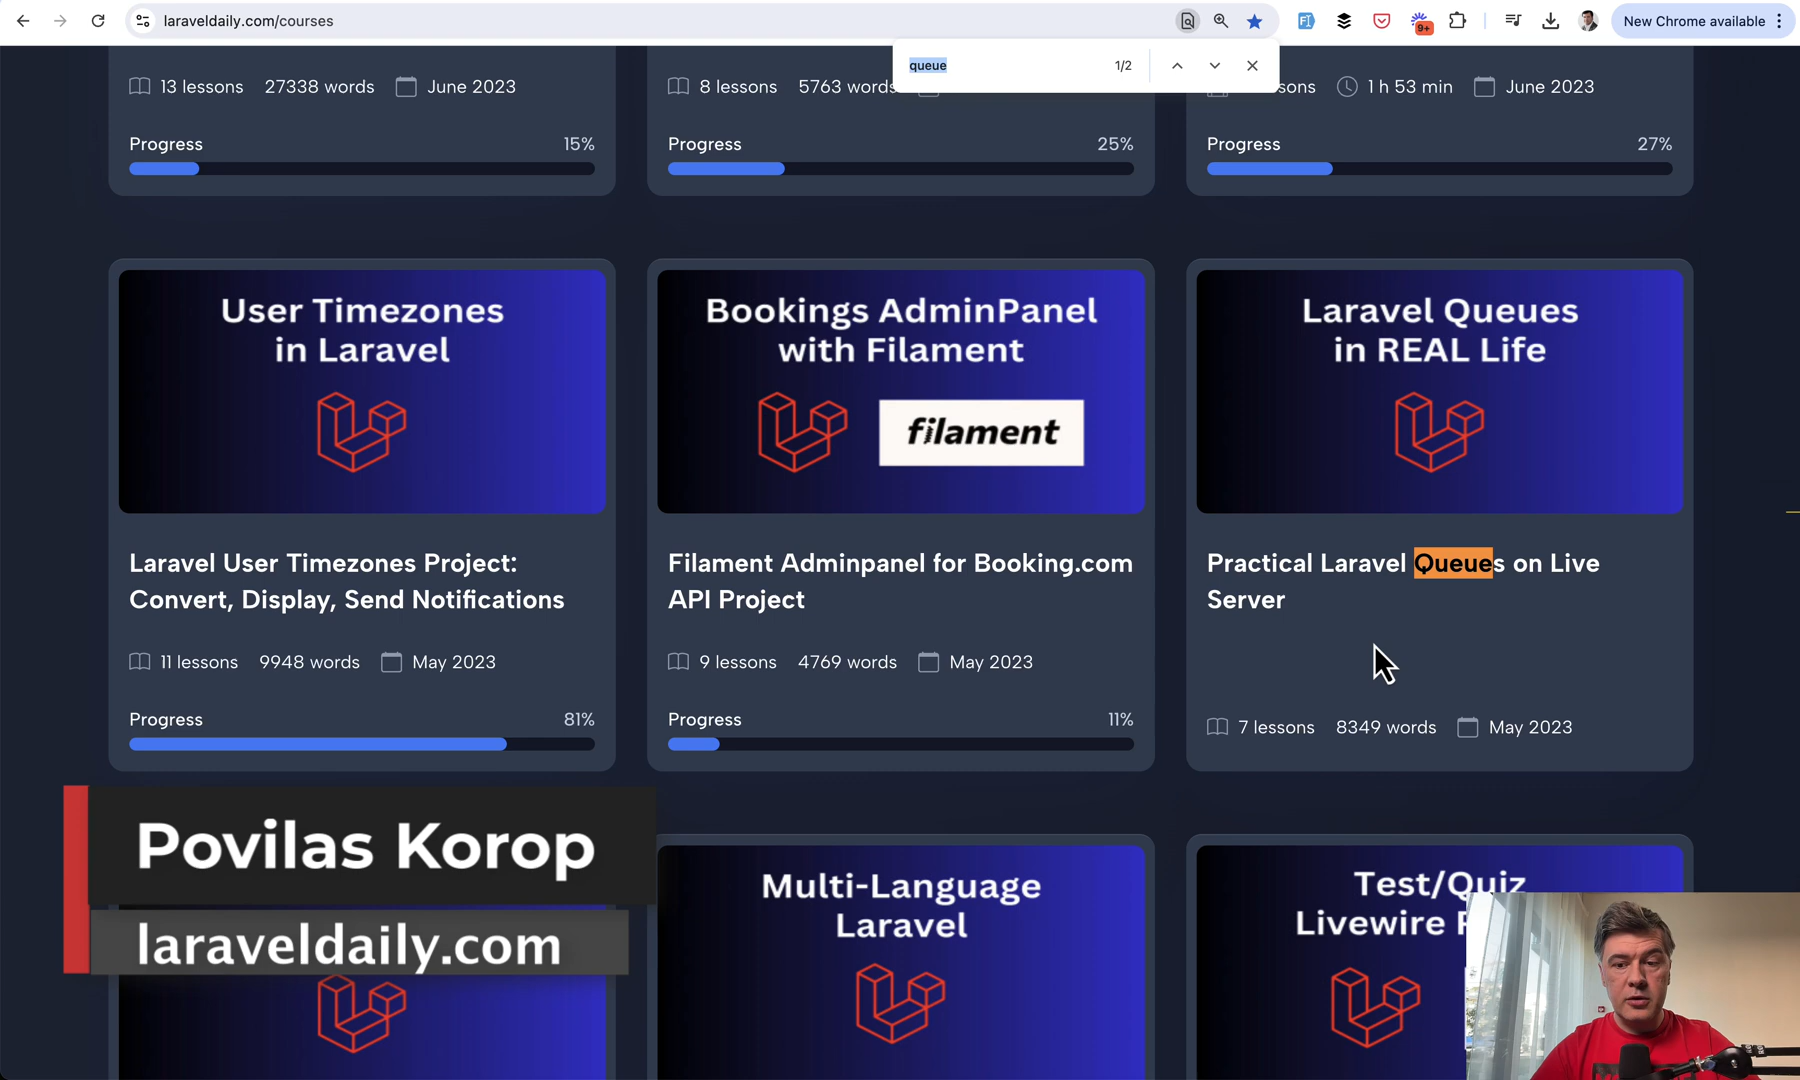 laraveldaily.com/courses
9+
New Chrome available
queue
1/2
13 lessons 27338 words June 2023
8 lessons 5763 words
1 h 53 min June 2023
Progress 15%
Progress 25%
Progress 27%
User Timezones
in Laravel
Bookings AdminPanel
with Filament
filament
Laravel Queues
in REAL Life
Laravel User Timezones Project:
Convert, Display, Send Notifications
Filament Adminpanel for Booking.com
API Project
Practical Laravel Queues on Live
Server
11 lessons 9948 words May 2023
9 lessons 4769 words May 2023
7 lessons 8349 words May 2023
Progress 81%
Progress 11%
Povilas Korop
laraveldaily.com
Multi-Language
Laravel
Test/Quiz
Livewire